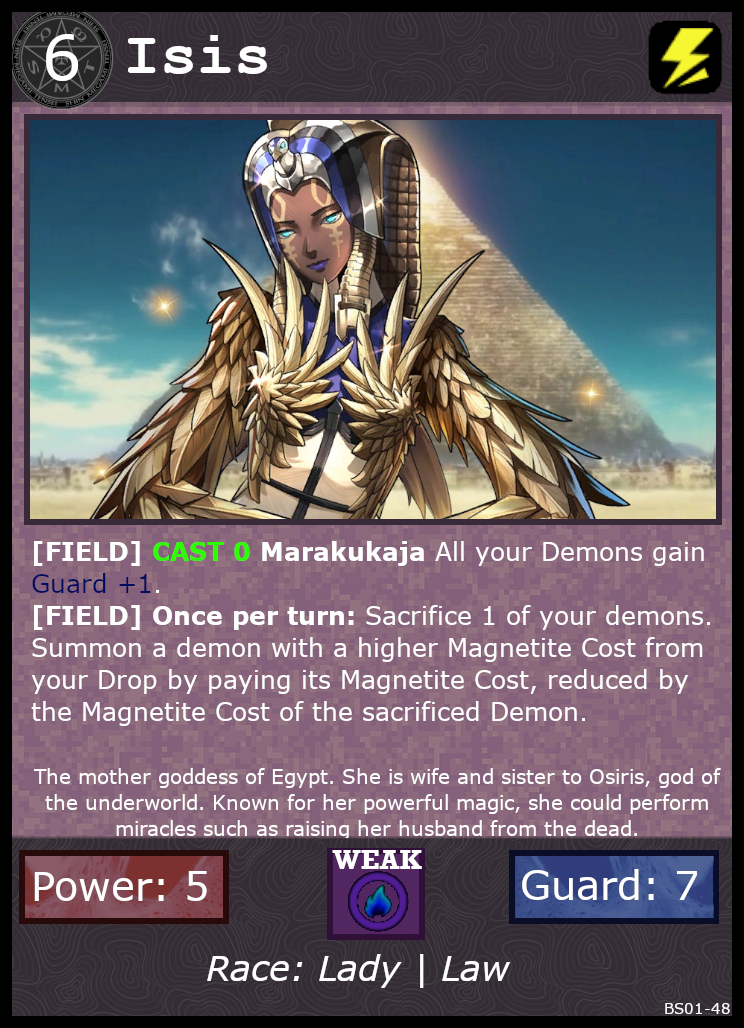 6 Isis
[FIELD] CAST 0 Marakukaja All your Demons gain
Guard +1.
[FIELD] Once per turn: Sacrifice 1 of your demons.
Summon a demon with a higher Magnetite Cost from
your Drop by paying its Magnetite Cost, reduced by
the Magnetite Cost of the sacrificed Demon.
The mother goddess of Egypt. She is wife and sister to Osiris, god of
the underworld. Known for her powerful magic, she could perform
miracles such as raising her husband from the dead.
WEAK
Power: 5
Guard: 7
Race: Lady | Law
BS01-48